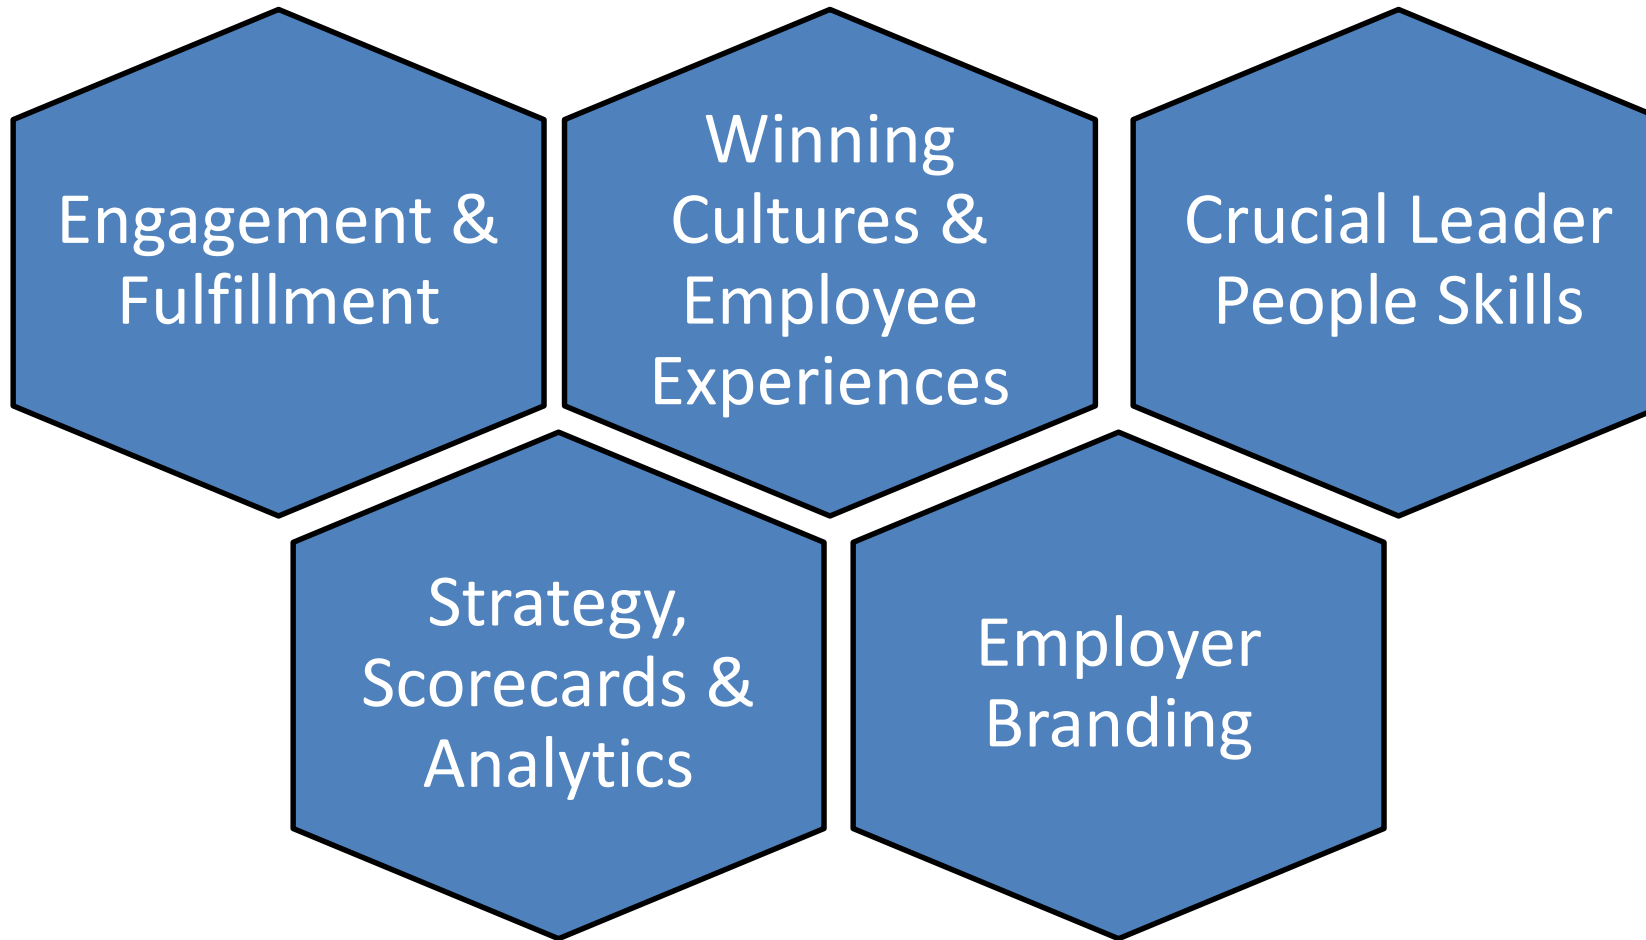 Engagement &
Fulfillment
Winning
Cultures &
Employee
Experiences
Crucial Leader
People Skills
Strategy,
Scorecards &
Analytics
Employer
Branding